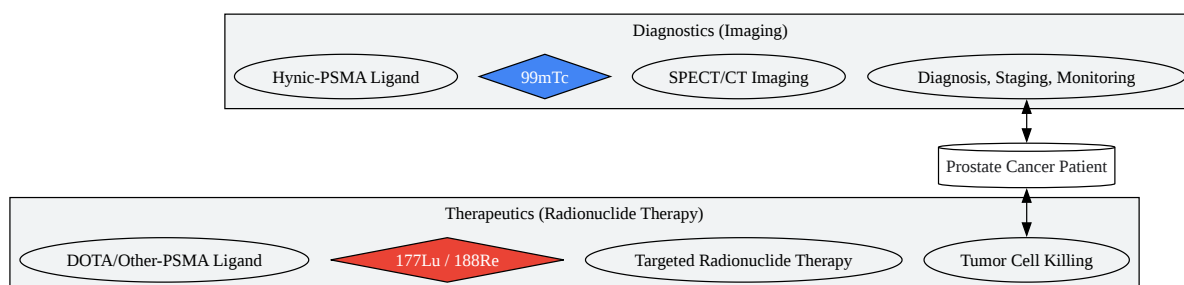 Diagnostics (Imaging)
Hynic-PSMA Ligand
99mTc
SPECT/CT Imaging
Diagnosis, Staging, Monitoring
Prostate Cancer Patient
Therapeutics (Radionuclide Therapy)
DOTA/Other-PSMA Ligand
177Lu / 188Re
Targeted Radionuclide Therapy
Tumor Cell Killing